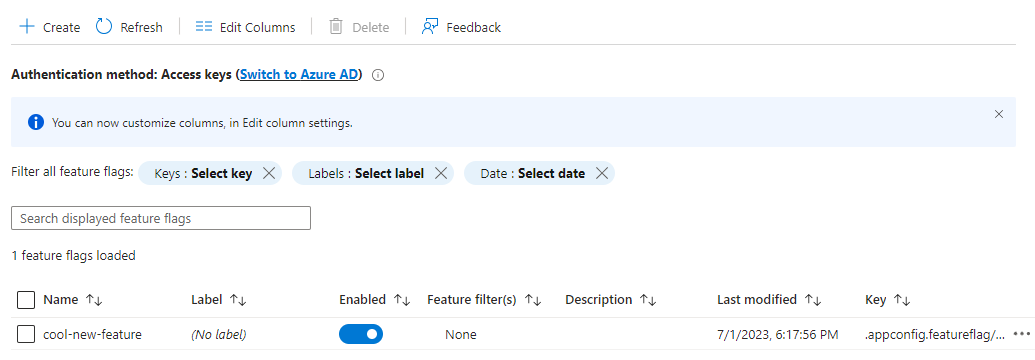 Create Refresh Edit Columns Delete Feedback
Authentication method: Access keys (Switch to Azure AD)
You can now customize columns, in Edit column settings.
Filter all feature flags: Keys : Select key Labels : Select label Date : Select date
Search displayed feature flags
1 feature flags loaded
Name Label Enabled Feature filter(s) Description Last modified Key
cool-new-feature (No label) None 7/1/2023, 6:17:56 PM .appconfig.featureflag/...